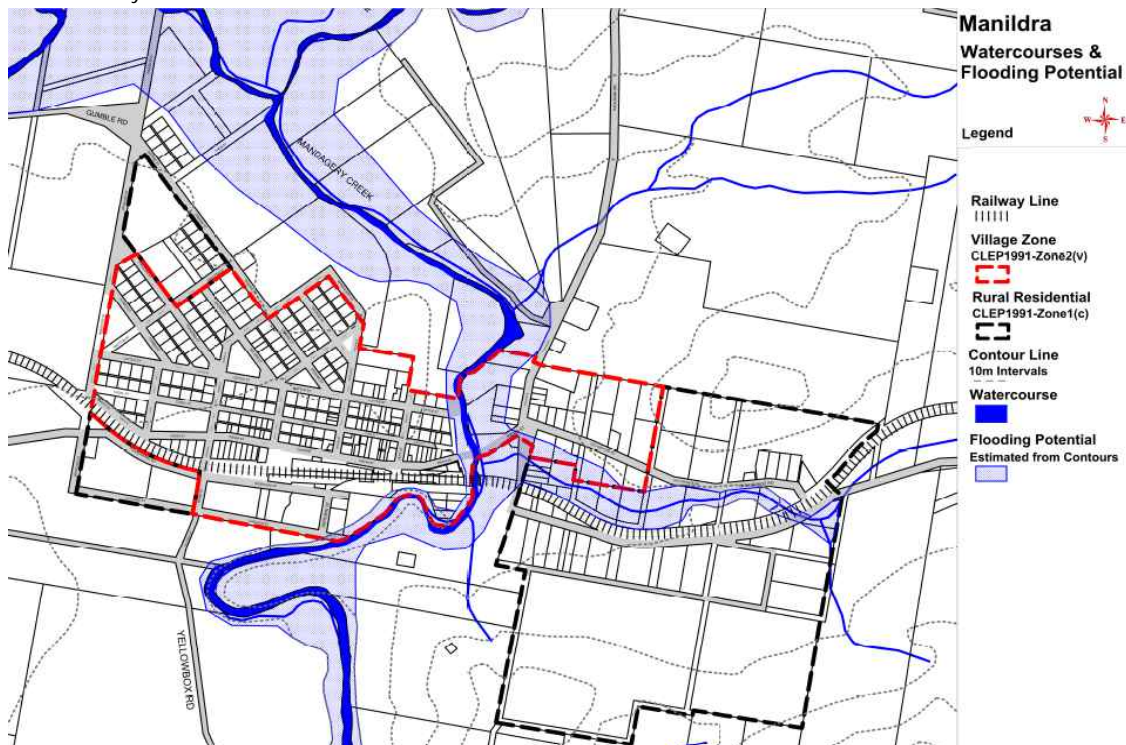 Manildra
Watercourses &
Flooding Potential
N
W E
S
Legend
Railway Line
Village Zone
CLEP1991-Zone2(v)
Rural Residential
CLEP1991-Zone1(c)
Contour Line
10m Intervals
Watercourse
Flooding Potential
Estimated from Contours
GUMBLE RD
MANDAGERY CREEK
YELLOWBOX RD